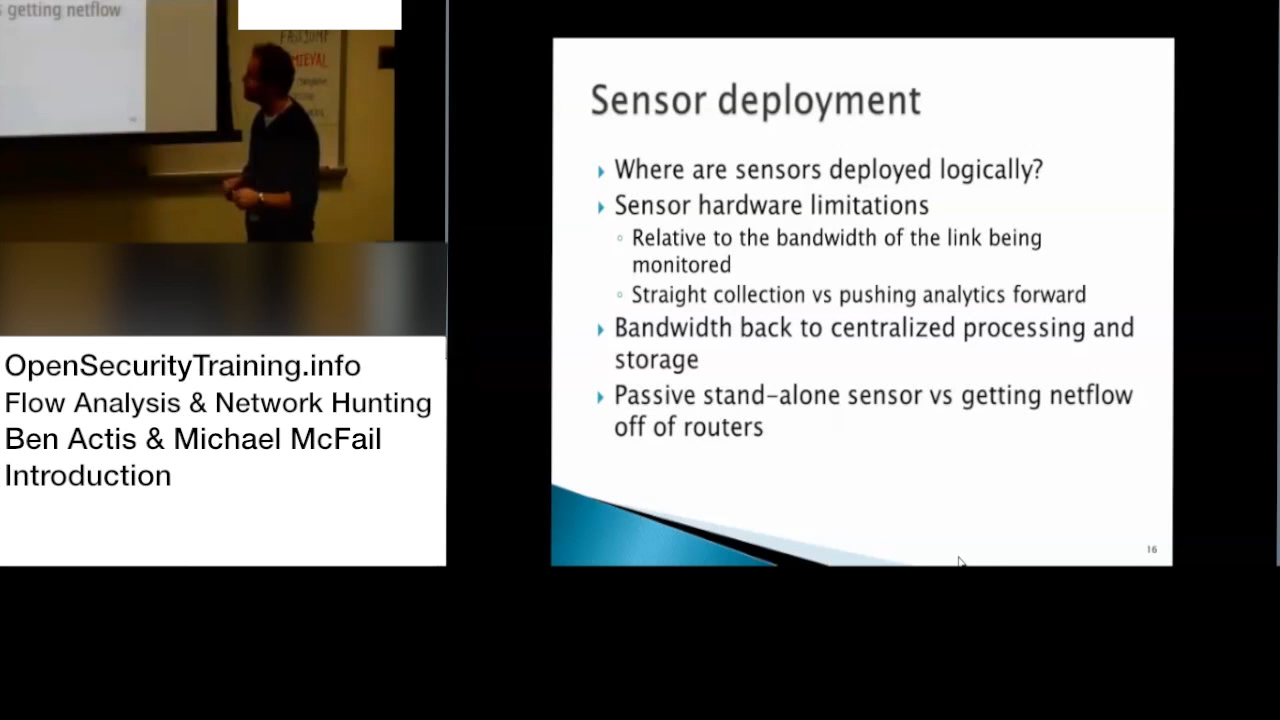 s getting netflow
OpenSecurityTraining.info
Flow Analysis & Network Hunting
Ben Actis & Michael McFail
Introduction
Sensor deployment
Where are sensors deployed logically?
Sensor hardware limitations
Relative to the bandwidth of the link being
monitored
Straight collection vs pushing analytics forward
Bandwidth back to centralized processing and
storage
Passive stand-alone sensor vs getting netflow
off of routers
16